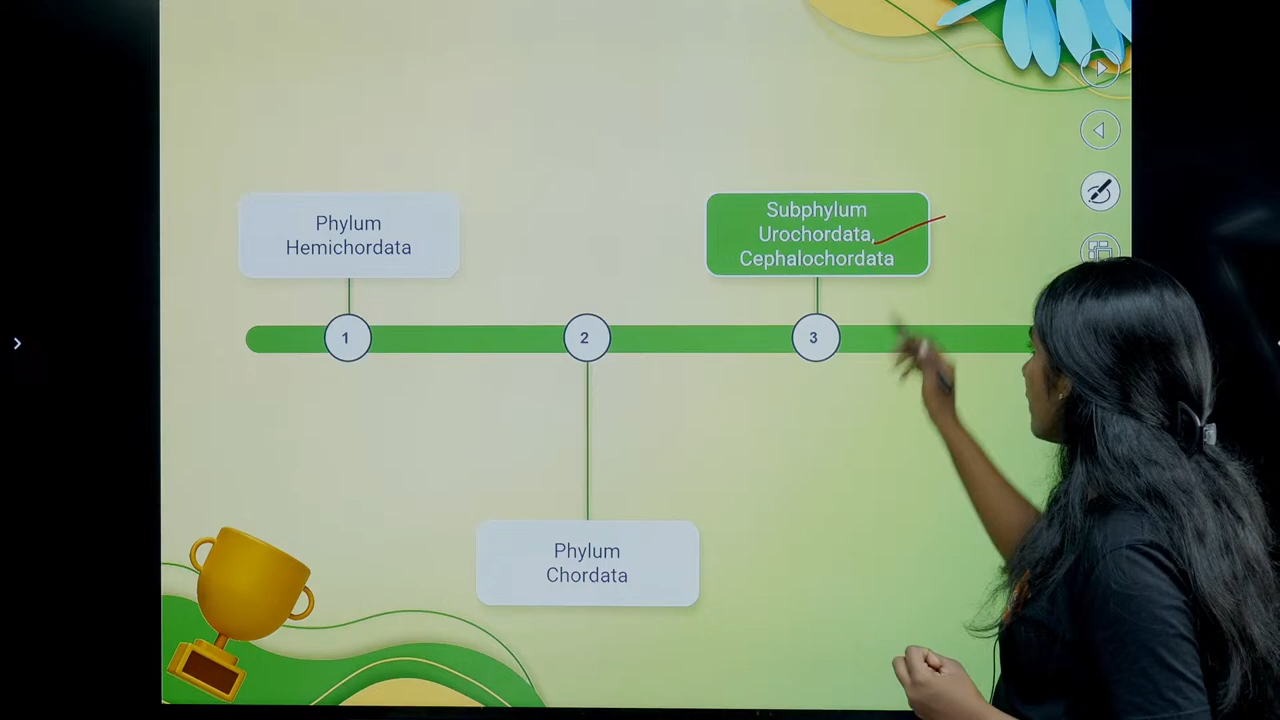 Phylum
Hemichordata
Subphylum
Urochordata,
Cephalochordata
1
2
3
Phylum
Chordata